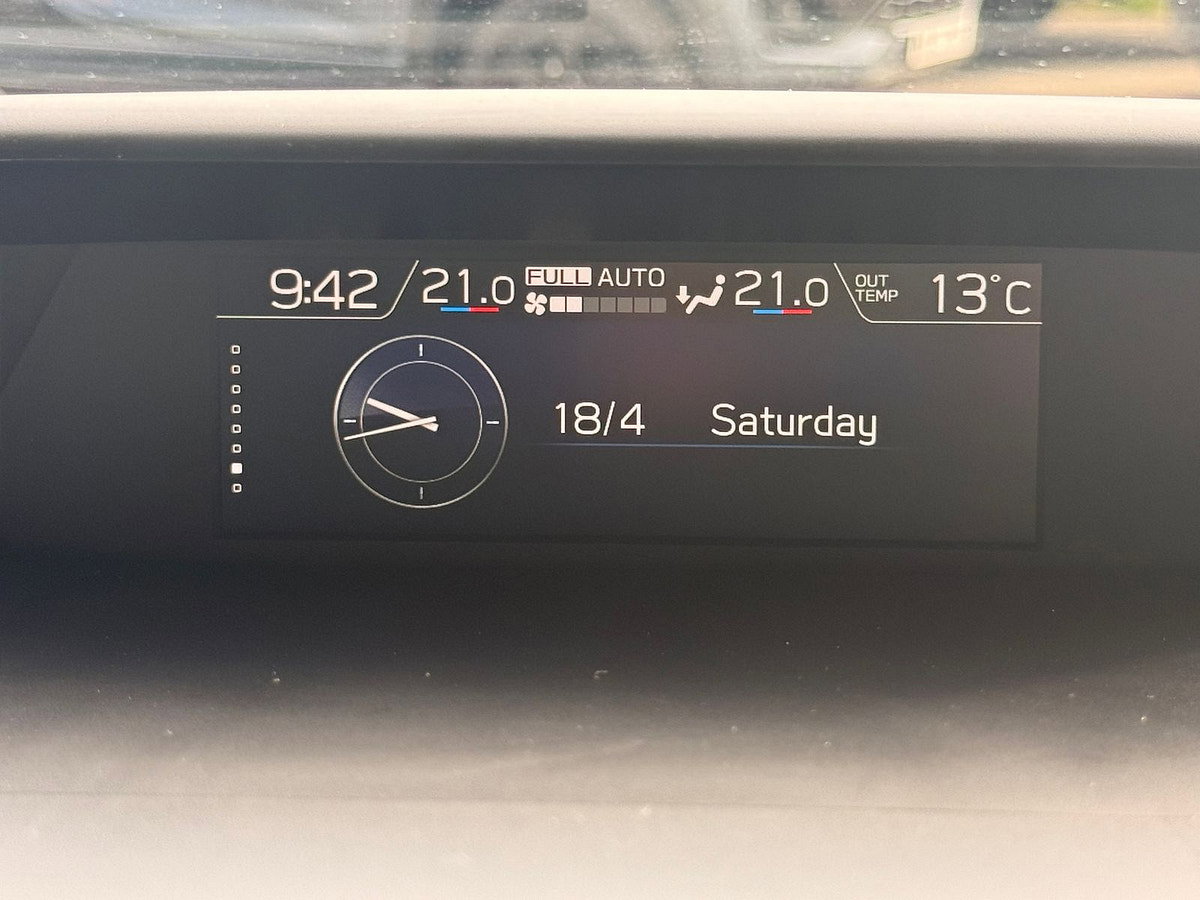 9:42 21.0 FULL AUTO 21.0 OUT TEMP 13°C
18/4 Saturday